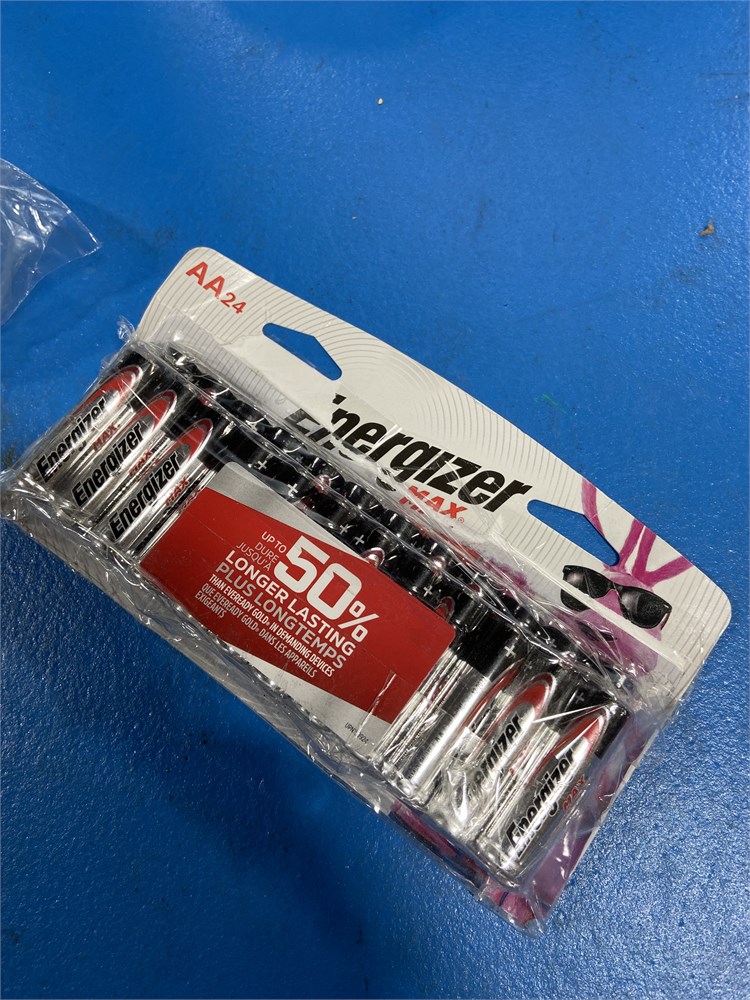 AA24
Energizer
MAX
Energizer
MAX
Energizer
MAX
Energizer
MAX
UP TO
DURE
JUSQU'À
50%
LONGER LASTING
PLUS LONGTEMPS
THAN EVEREADY GOLD® IN DEMANDING DEVICES
QUE EVEREADY GOLD® DANS LES APPAREILS
EXIGEANTS
Energizer
Energizer
MAX